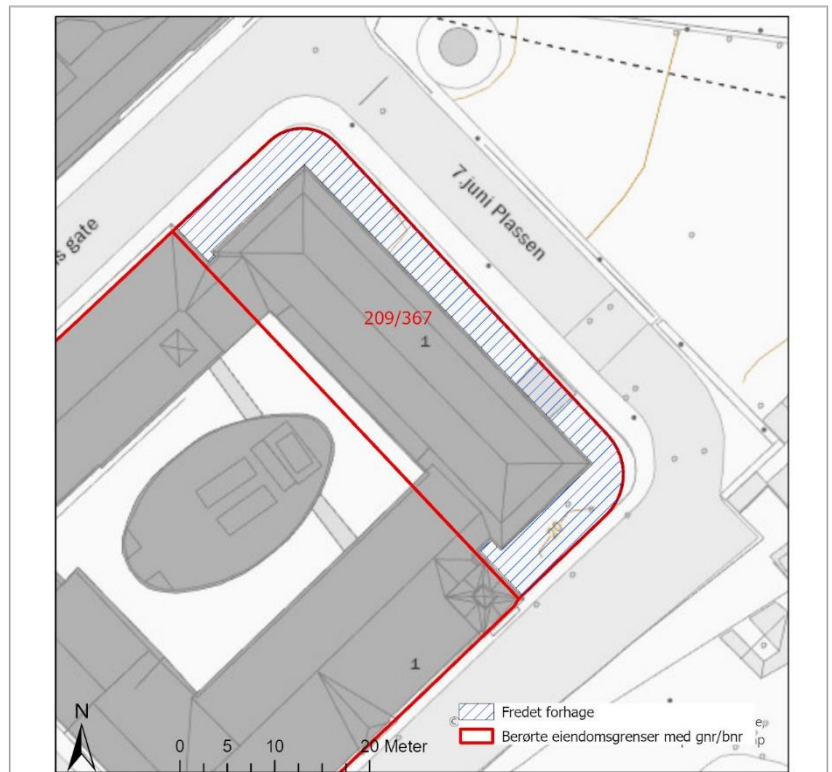 7.juni Plassen
s gate
209/367
1
20
1
N
0 5 10 20 Meter
Fredet forhage
©
Berørte eiendomsgrenser med gnr/bnr